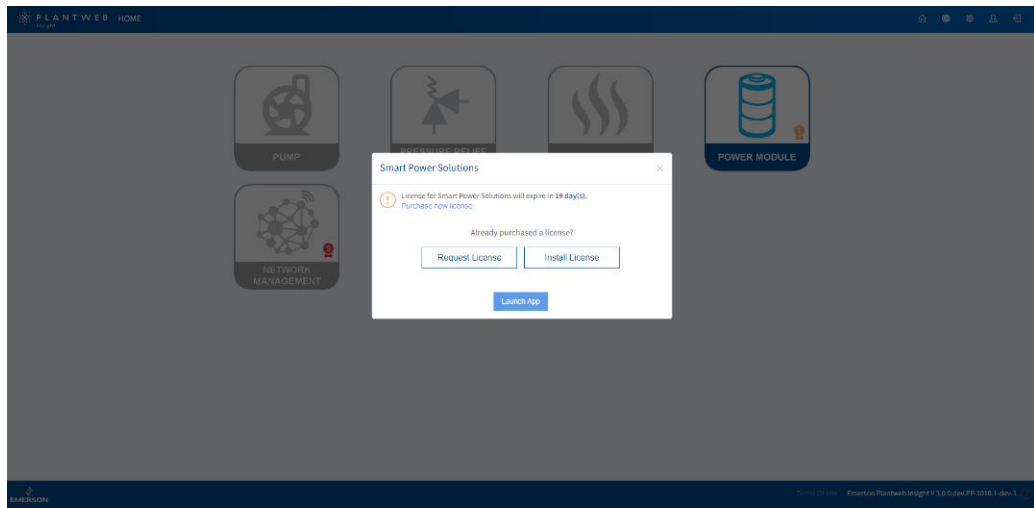 PLANTWEB HOME
Insight
PUMP
PRESSURE RELIEF
POWER MODULE
NETWORK
MANAGEMENT
Smart Power Solutions
License for Smart Power Solutions will expire in 19 day(s).
Purchase new license
Already purchased a license?
Request License
Install License
Launch App
EMERSON
Terms Of Use
Emerson Plantweb Insight V 3.0.0.dev.PP-1010.1-dev-1